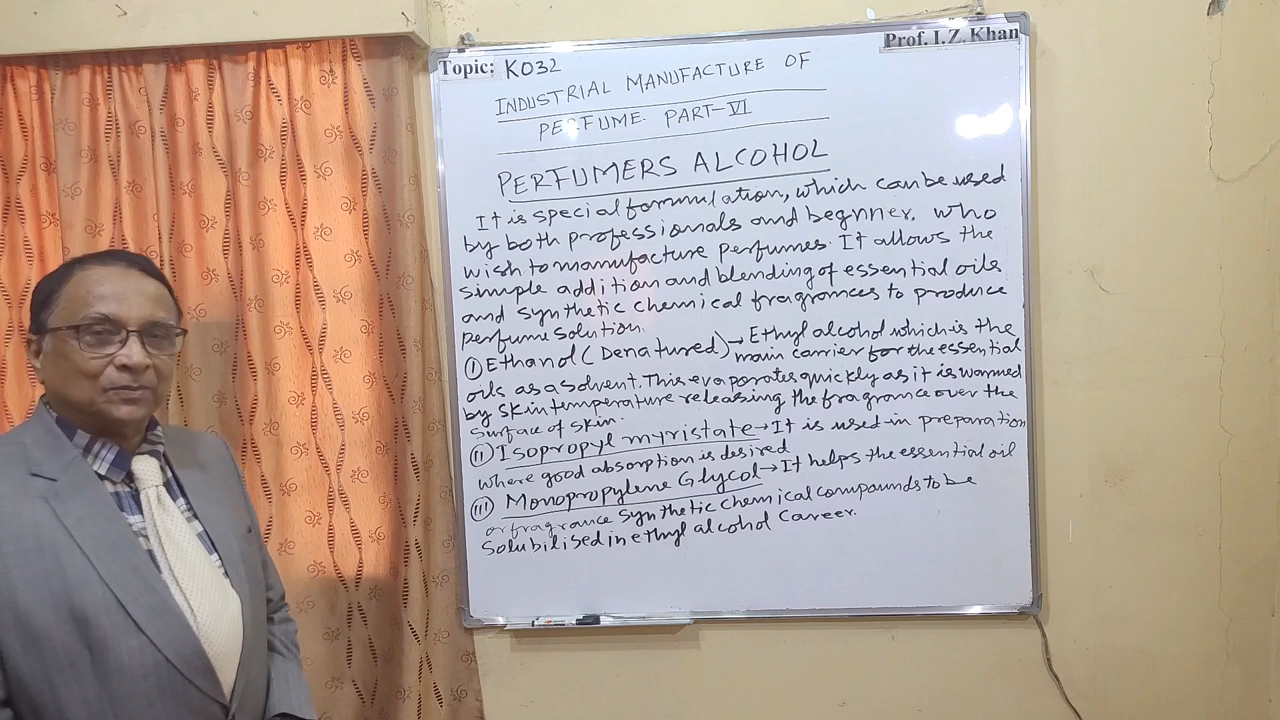 Prof. I. Z. Khan
Topic: K032
INDUSTRIAL MANUFACTURE OF
PERFUME PART-VI
PERFUMERS ALCOHOL
It is special formulation, which can be used
by both professionals and beginner. who
wish to manufacture perfumes. It allows the
simple addition and blending of essential oils
and synthetic chemical fragrances to produce
perfume solution.
(I) Ethanol (Denatured) → Ethyl alcohol which is the
main carrier for the essential
oils as a solvent. This evaporates quickly as it is warmed
by skin temperature releasing the fragrance over the
surface of skin.
(II) Isopropyl myristate → It is used in preparation
where good absorption is desired
(III) Monopropylene Glycol → It helps the essential oil
or fragrance synthetic chemical compounds to be
solubilised in ethyl alcohol Career.